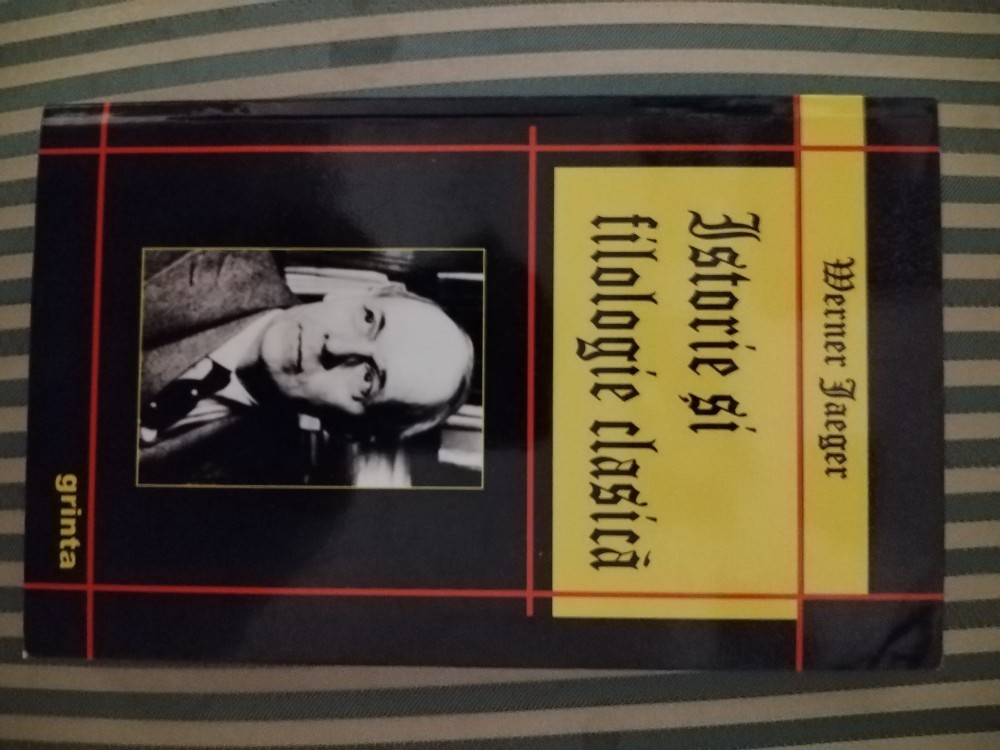 Werner Jaeger
Istorie și
filologie clasică
grinta